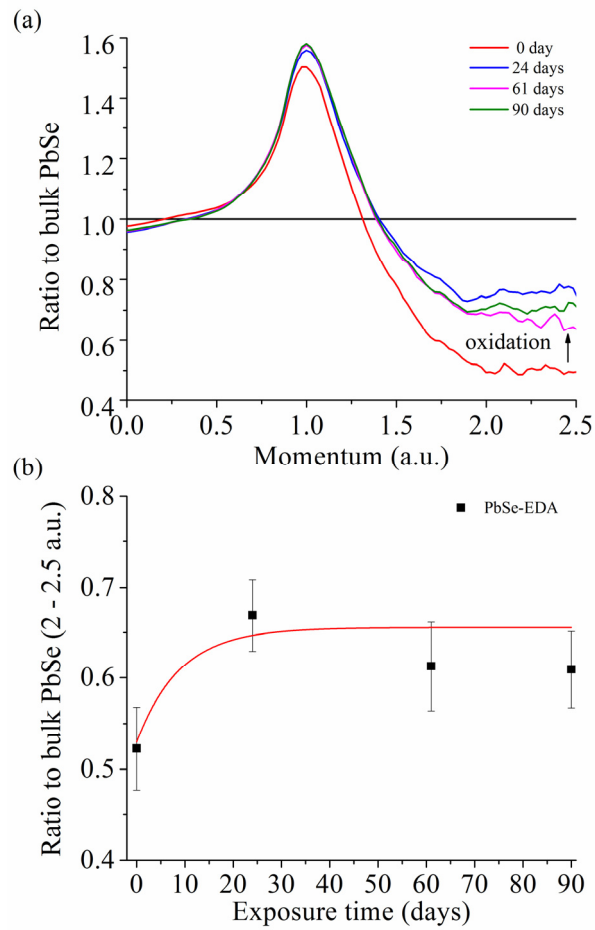 (a)
1.6
1.4
1.2
1.0
0.8
0.6
0.4
Ratio to bulk PbSe
0 day
24 days
61 days
90 days
oxidation
0.0 0.5 1.0 1.5 2.0 2.5
Momentum (a.u.)
(b)
0.8
0.7
0.6
0.5
0.4
Ratio to bulk PbSe (2 - 2.5 a.u.)
PbSe-EDA
0 10 20 30 40 50 60 70 80 90
Exposure time (days)